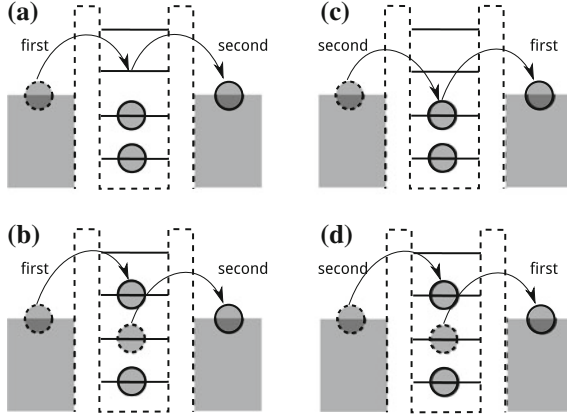 (a)
first
second
(c)
second
first
(b)
first
second
(d)
second
first